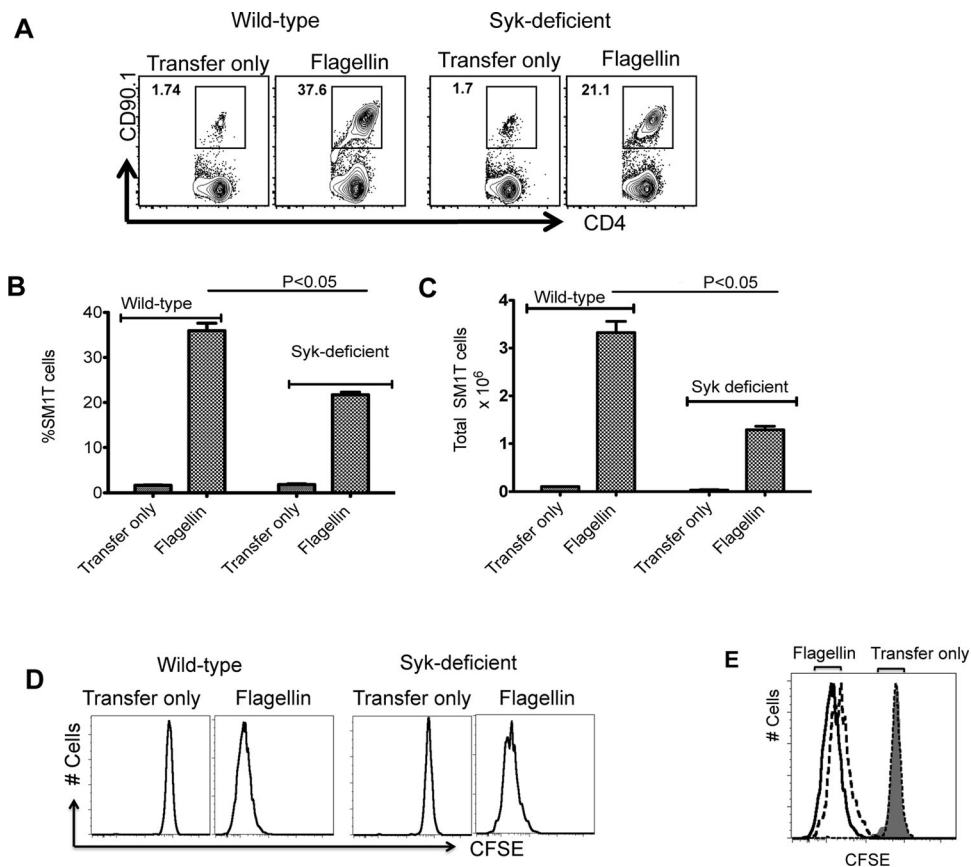 A
Wild-type
Syk-deficient
Transfer only
Flagellin
Transfer only
Flagellin
CD90.1
1.74
37.6
1.7
21.1
CD4
B
P<0.05
Wild-type
Syk-deficient
%SM1T cells
40
30
20
10
0
Transfer only
Flagellin
Transfer only
Flagellin
C
P<0.05
Wild-type
Syk deficient
Total SM1T cells
x 10⁶
4
3
2
1
0
Transfer only
Flagellin
Transfer only
Flagellin
D
Wild-type
Syk-deficient
Transfer only
Flagellin
Transfer only
Flagellin
# Cells
CFSE
E
Flagellin
Transfer only
# Cells
CFSE